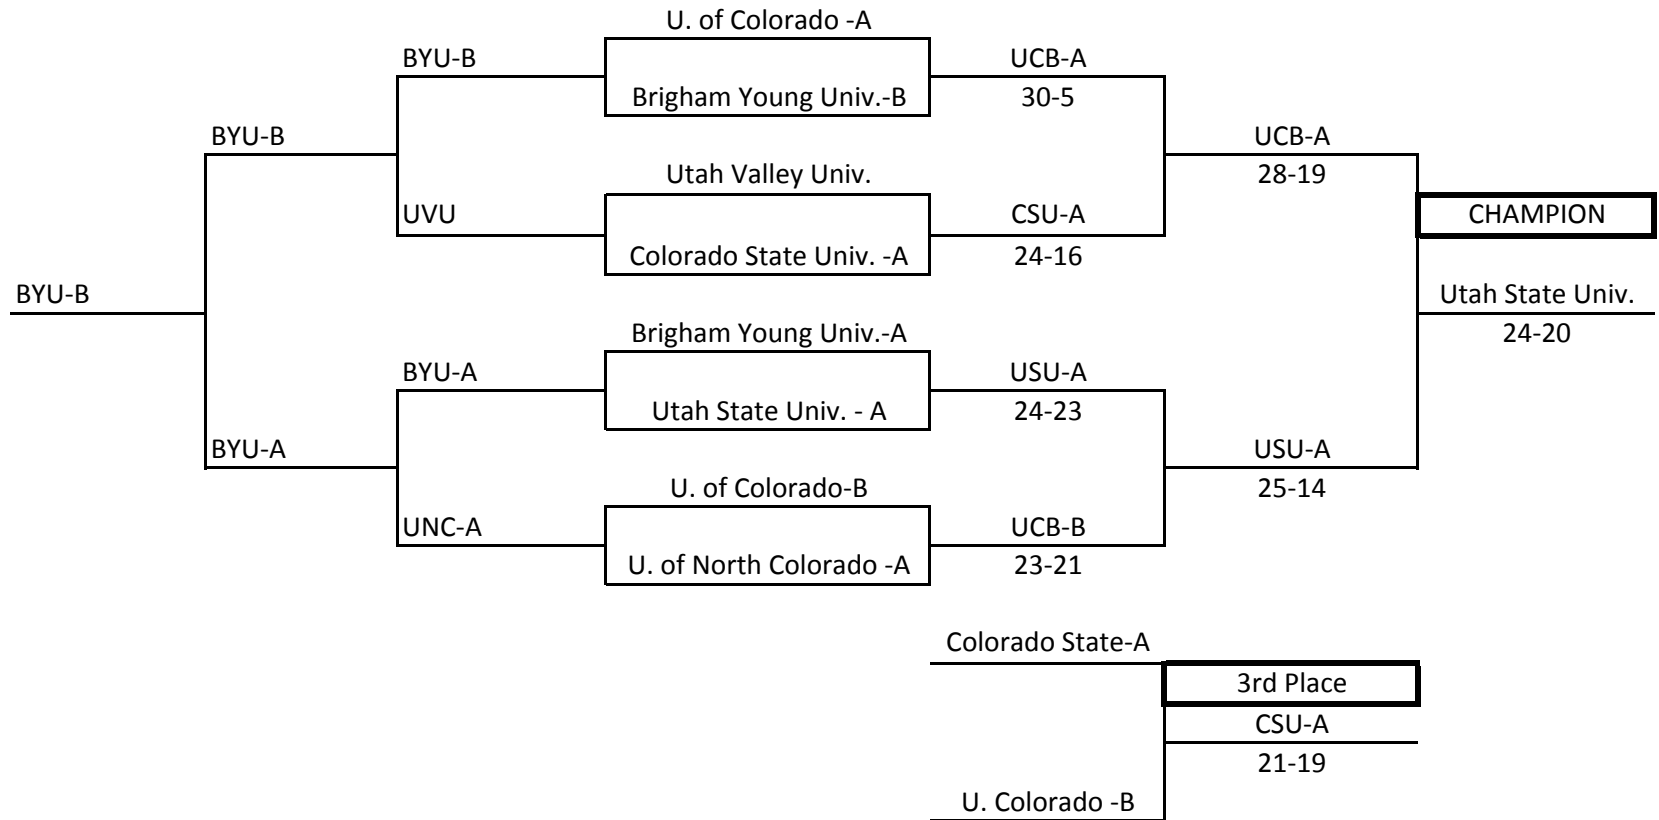 U. of Colorado -A
BYU-B
UCB-A
Brigham Young Univ.-B
30-5
BYU-B
UCB-A
Utah Valley Univ.
28-19
UVU
CSU-A
CHAMPION
Colorado State Univ. -A
24-16
BYU-B
Utah State Univ.
Brigham Young Univ.-A
24-20
BYU-A
USU-A
Utah State Univ. - A
24-23
BYU-A
USU-A
U. of Colorado-B
25-14
UNC-A
UCB-B
U. of North Colorado -A
23-21
Colorado State-A
3rd Place
CSU-A
21-19
U. Colorado -B